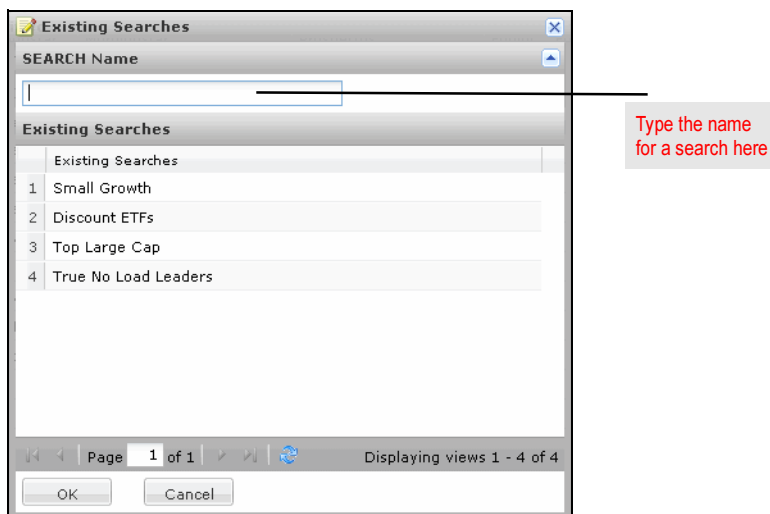 Existing Searches
SEARCH Name
Type the name
for a search here
Existing Searches
Existing Searches
1 Small Growth
2 Discount ETFs
3 Top Large Cap
4 True No Load Leaders
Page 1 of 1 Displaying views 1 - 4 of 4
OK Cancel